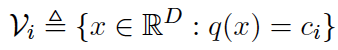 𝒱ᵢ ≜ {x ∈ ℝᴰ : q(x) = cᵢ}